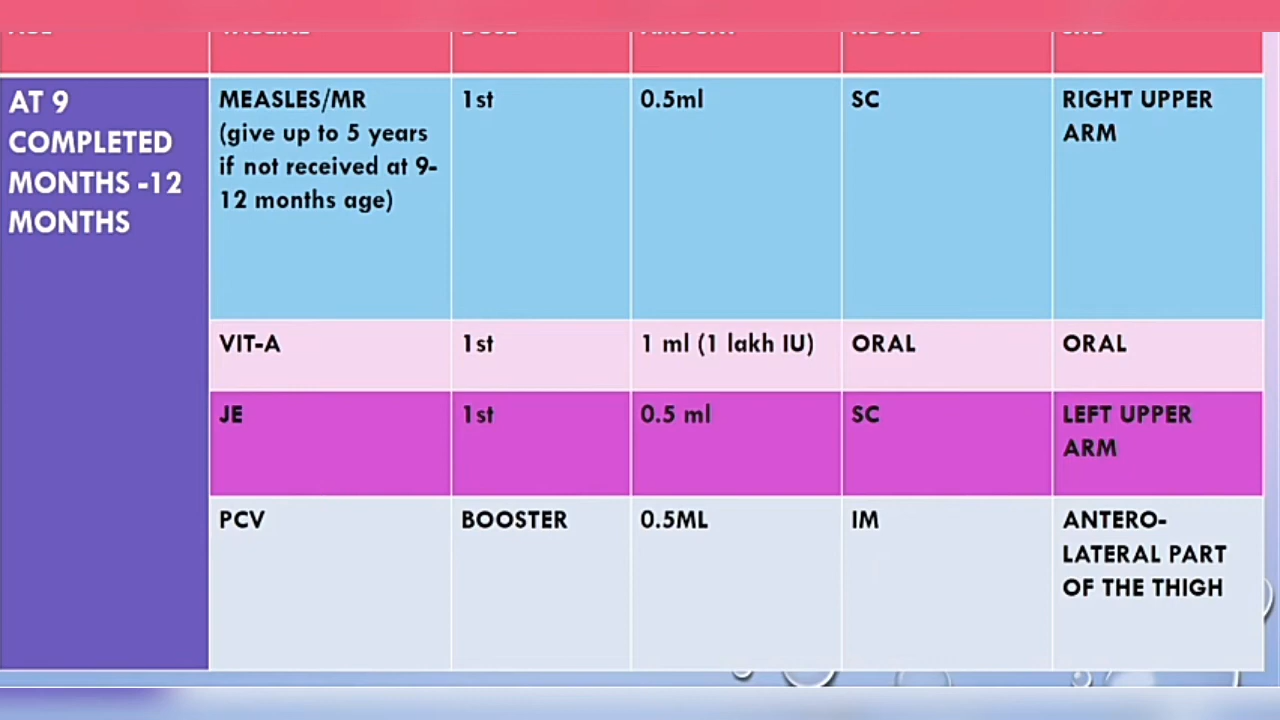 AT 9
COMPLETED
MONTHS -12
MONTHS
MEASLES/MR
(give up to 5 years
if not received at 9-
12 months age)
1st
0.5ml
SC
RIGHT UPPER
ARM
VIT-A
1st
1 ml (1 lakh IU)
ORAL
ORAL
JE
1st
0.5 ml
SC
LEFT UPPER
ARM
PCV
BOOSTER
0.5ML
IM
ANTERO-
LATERAL PART
OF THE THIGH